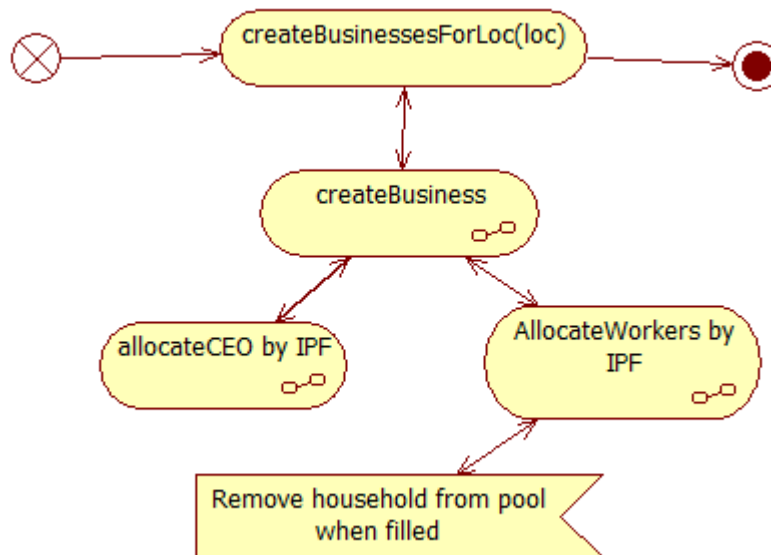 createBusinessesForLoc(loc)
createBusiness
allocateCEO by IPF
AllocateWorkers by
IPF
Remove household from pool
when filled